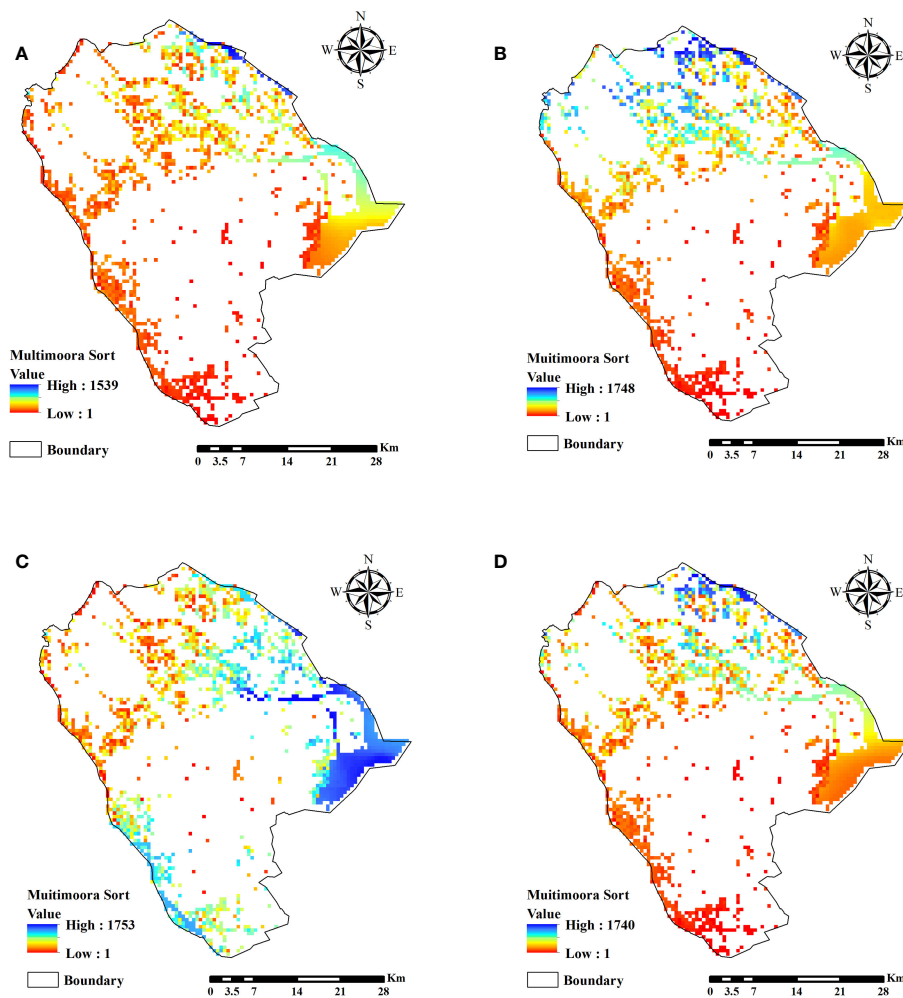 A
N
W E
S
Multimoora Sort
Value
High : 1539
Low : 1
Boundary
Km
0 3.5 7 14 21 28
B
N
W E
S
Muitimoora Sort
Value
High : 1748
Low : 1
Boundary
Km
0 3.5 7 14 21 28
C
N
W E
S
Muitimoora Sort
Value
High : 1753
Low : 1
Boundary
Km
0 3.5 7 14 21 28
D
N
W E
S
Muitimoora Sort
Value
High : 1740
Low : 1
Boundary
Km
0 3.5 7 14 21 28